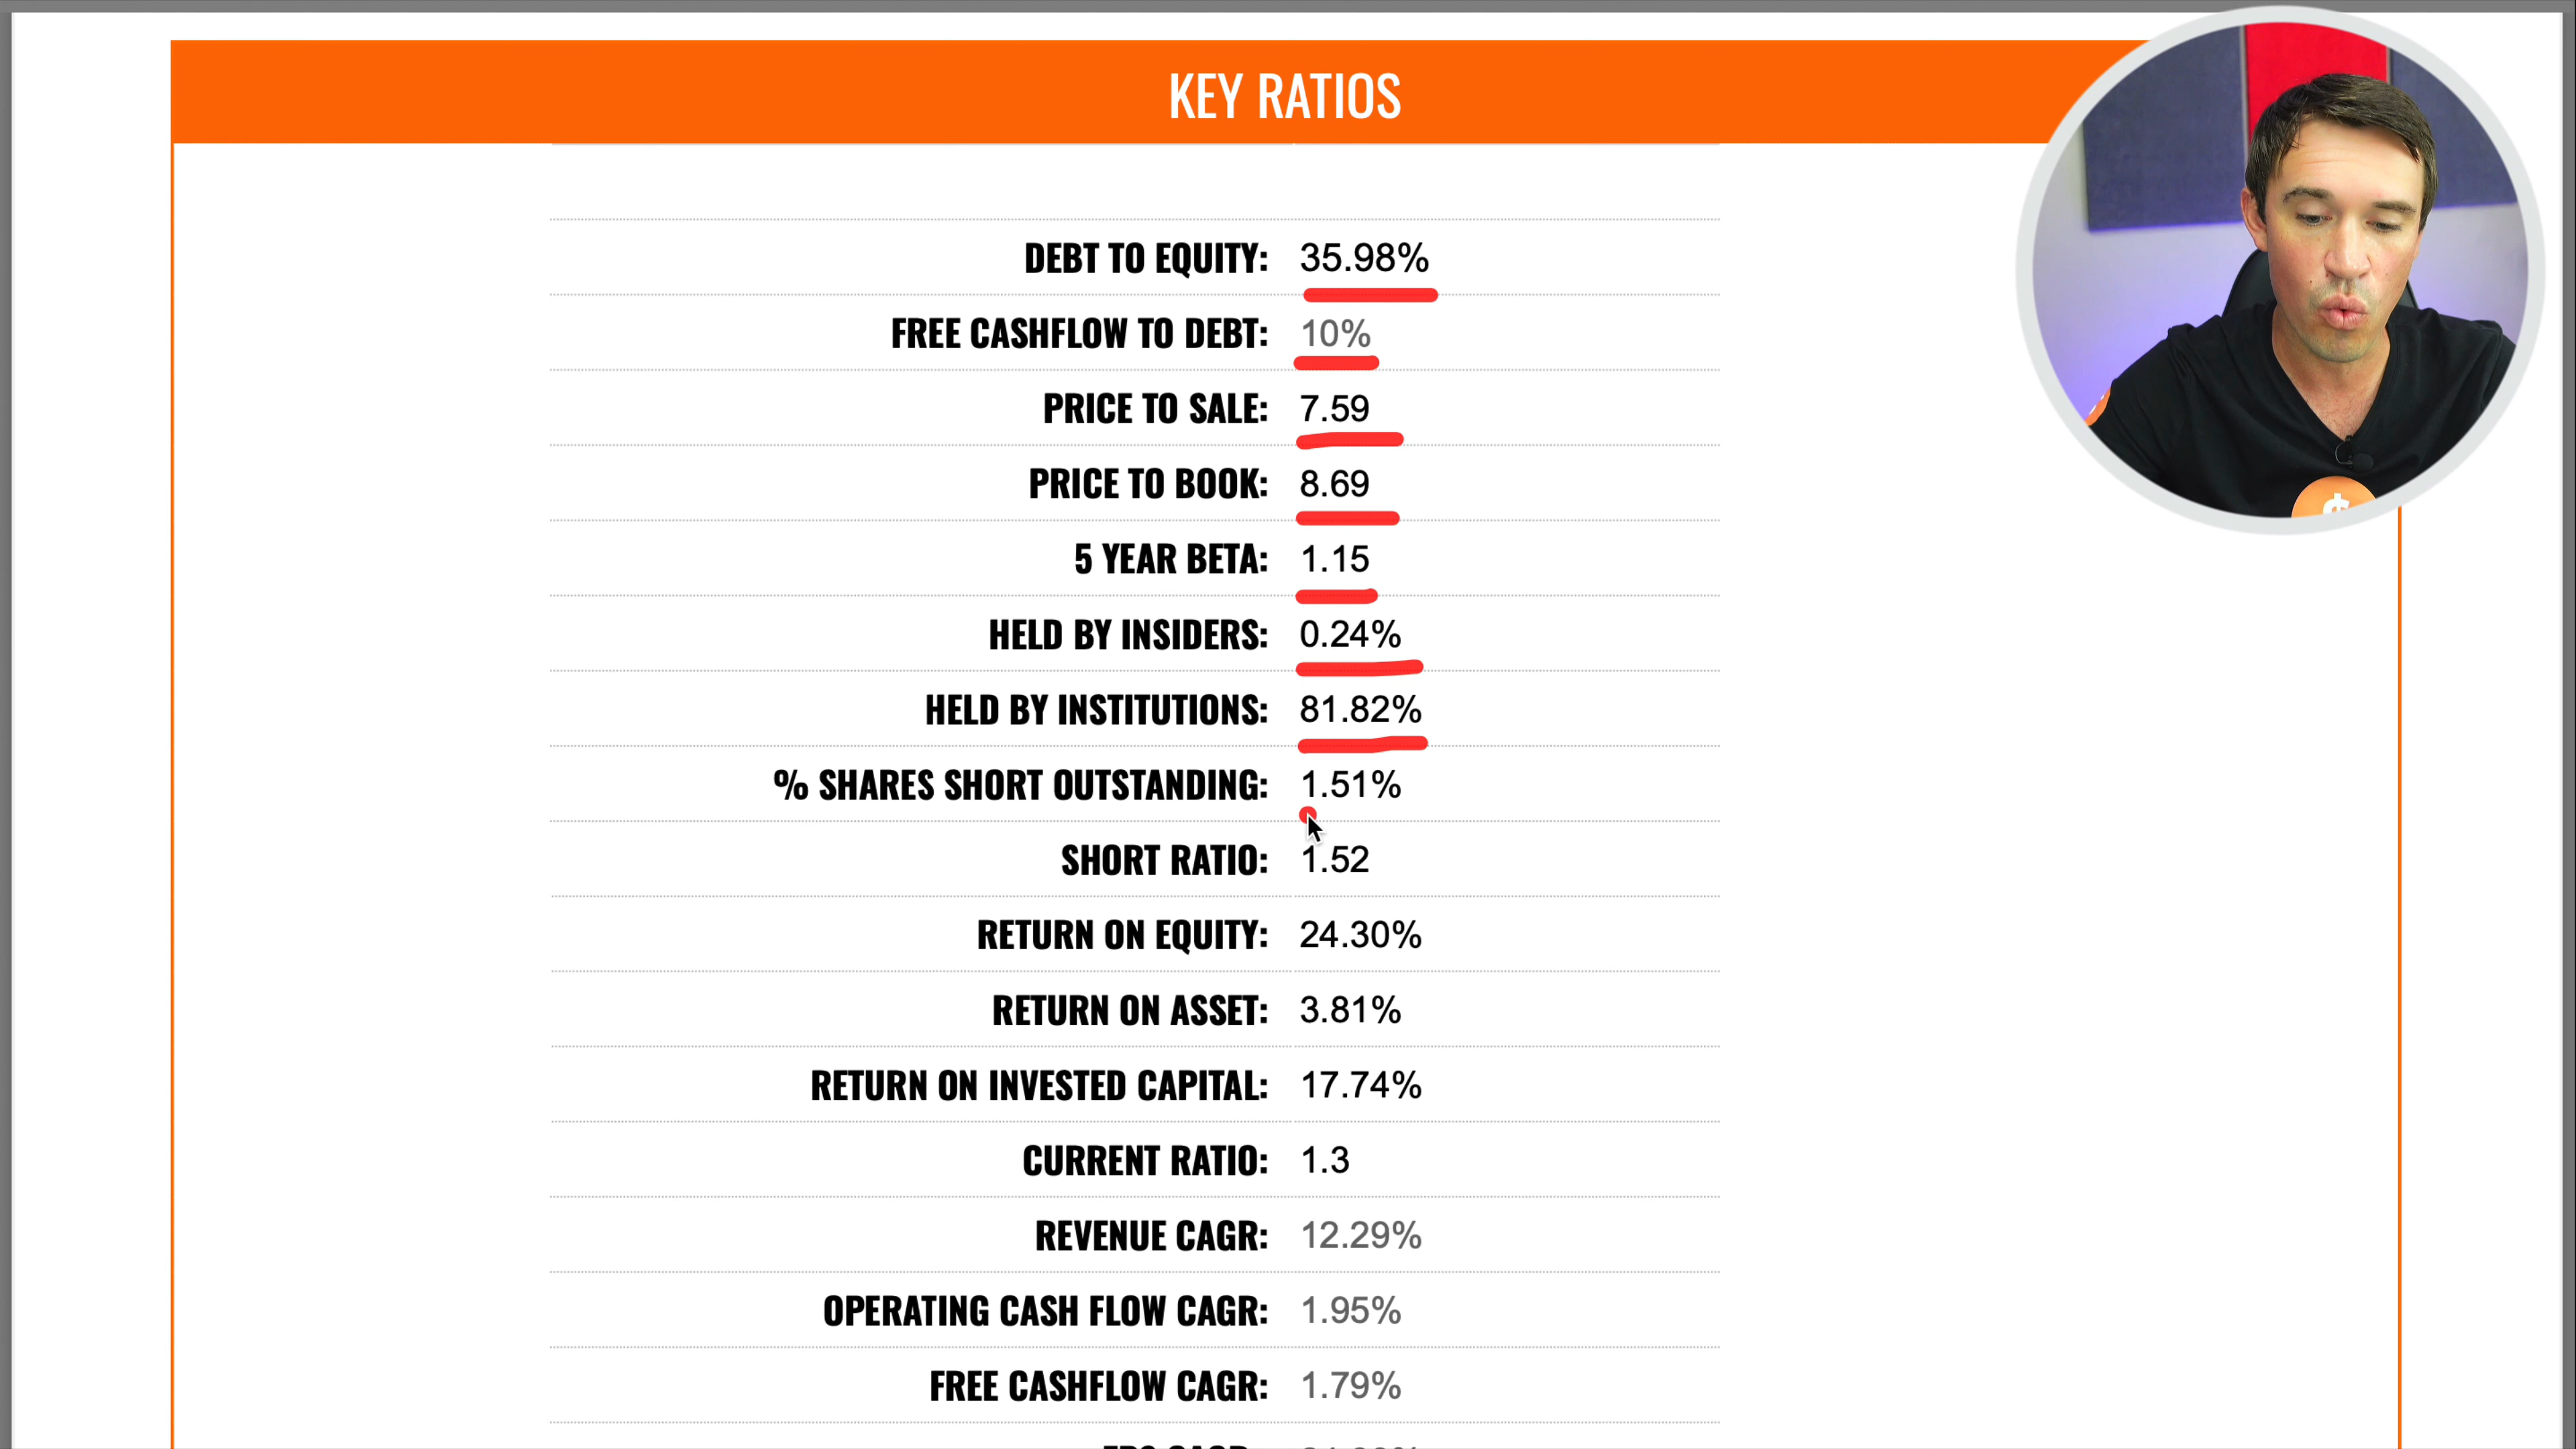 KEY RATIOS
DEBT TO EQUITY: 35.98%
FREE CASHFLOW TO DEBT: 10%
PRICE TO SALE: 7.59
PRICE TO BOOK: 8.69
5 YEAR BETA: 1.15
HELD BY INSIDERS: 0.24%
HELD BY INSTITUTIONS: 81.82%
% SHARES SHORT OUTSTANDING: 1.51%
SHORT RATIO: 1.52
RETURN ON EQUITY: 24.30%
RETURN ON ASSET: 3.81%
RETURN ON INVESTED CAPITAL: 17.74%
CURRENT RATIO: 1.3
REVENUE CAGR: 12.29%
OPERATING CASH FLOW CAGR: 1.95%
FREE CASHFLOW CAGR: 1.79%